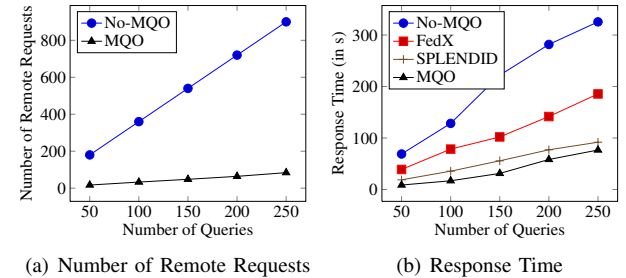 No-MQO
MQO
Number of Remote Requests
800
600
400
200
0
50 100 150 200 250
Number of Queries
(a) Number of Remote Requests
No-MQO
FedX
SPLENDID
MQO
Response Time (in s)
300
200
100
0
50 100 150 200 250
Number of Queries
(b) Response Time